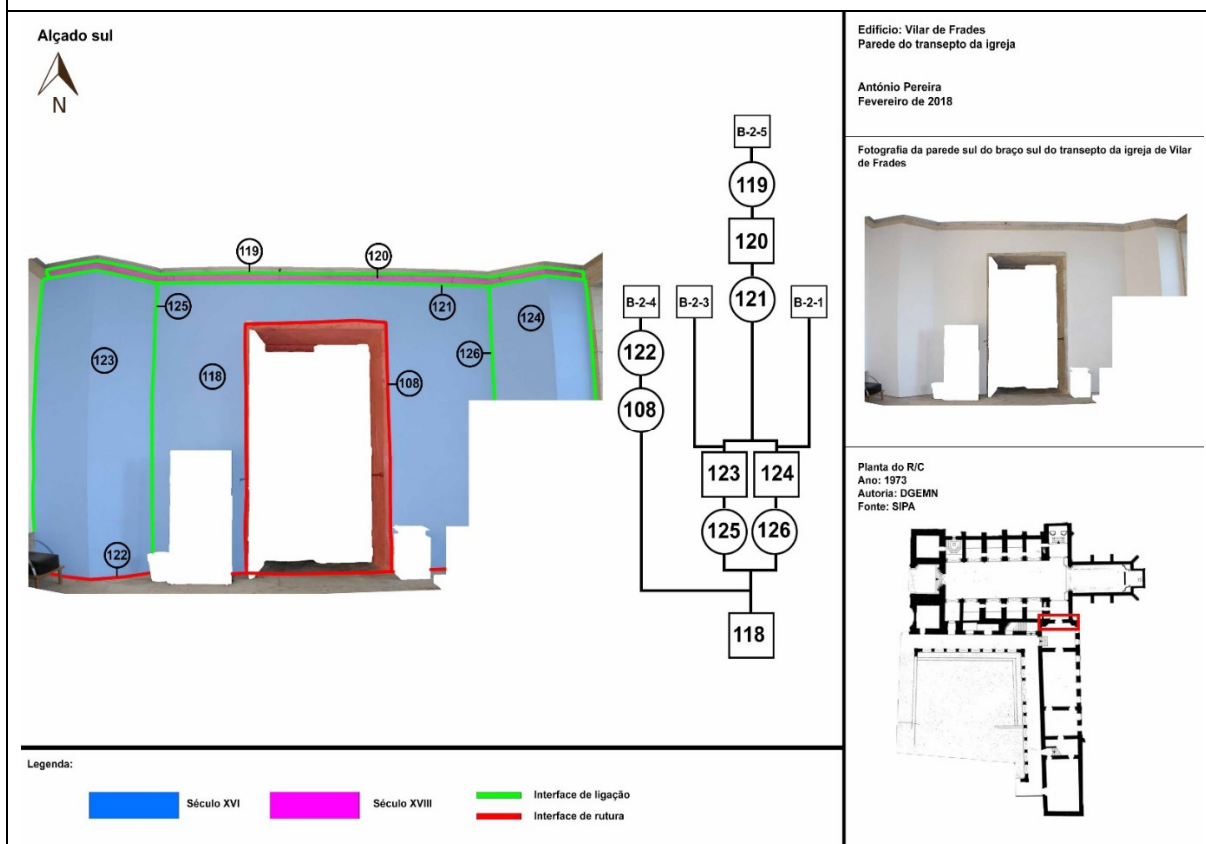 Alçado sul
N
119
120
125
121
124
123
126
118
108
122
B-2-5
119
120
121
B-2-4
B-2-3
B-2-1
122
108
123
124
125
126
118
Legenda:
Século XVI
Século XVIII
Interface de ligação
Interface de rutura
Edifício: Vilar de Frades
Parede do transepto da igreja
António Pereira
Fevereiro de 2018
Fotografia da parede sul do braço sul do transepto da igreja de Vilar
de Frades
Planta do R/C
Ano: 1973
Autoria: DGEMN
Fonte: SIPA